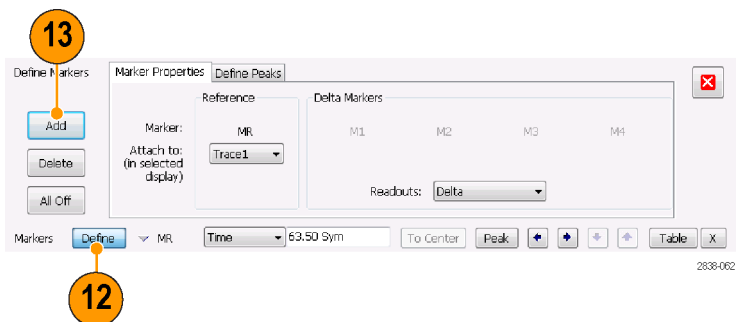 13
Define Markers
Marker Properties Define Peaks
Reference Delta Markers
Add Marker: MR M1 M2 M3 M4
Attach to: Trace1
Delete (in selected
display)
Readouts: Delta
All Off
Markers Define MR Time 63.50 Sym To Center Peak Table X
2838-062
12